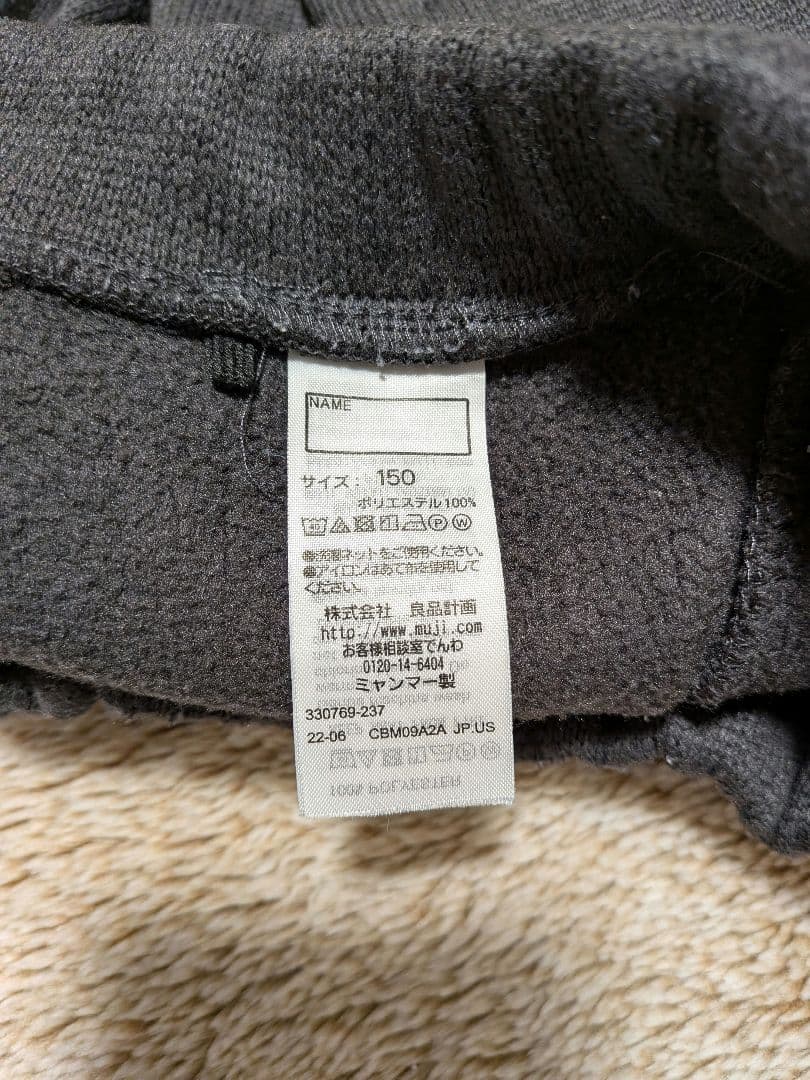 NAME
サイズ： 150
ポリエステル 100%
●洗濯ネットをご使用ください。
●アイロンはあて布を使用して
ください。
株式会社 良品計画
http://www.muji.com
お客様相談室でんわ
0120-14-6404
ミャンマー製
330769-237
22-06 CBM09A2A JP.US
100% POLYESTER